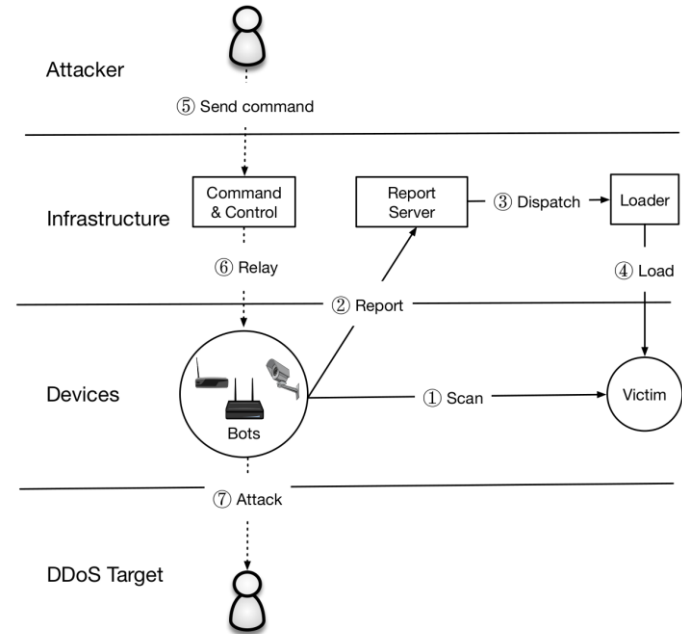 Attacker
⑤ Send command
Infrastructure
Command
& Control
Report
Server
③ Dispatch
Loader
⑥ Relay
④ Load
② Report
Devices
Bots
① Scan
Victim
⑦ Attack
DDoS Target